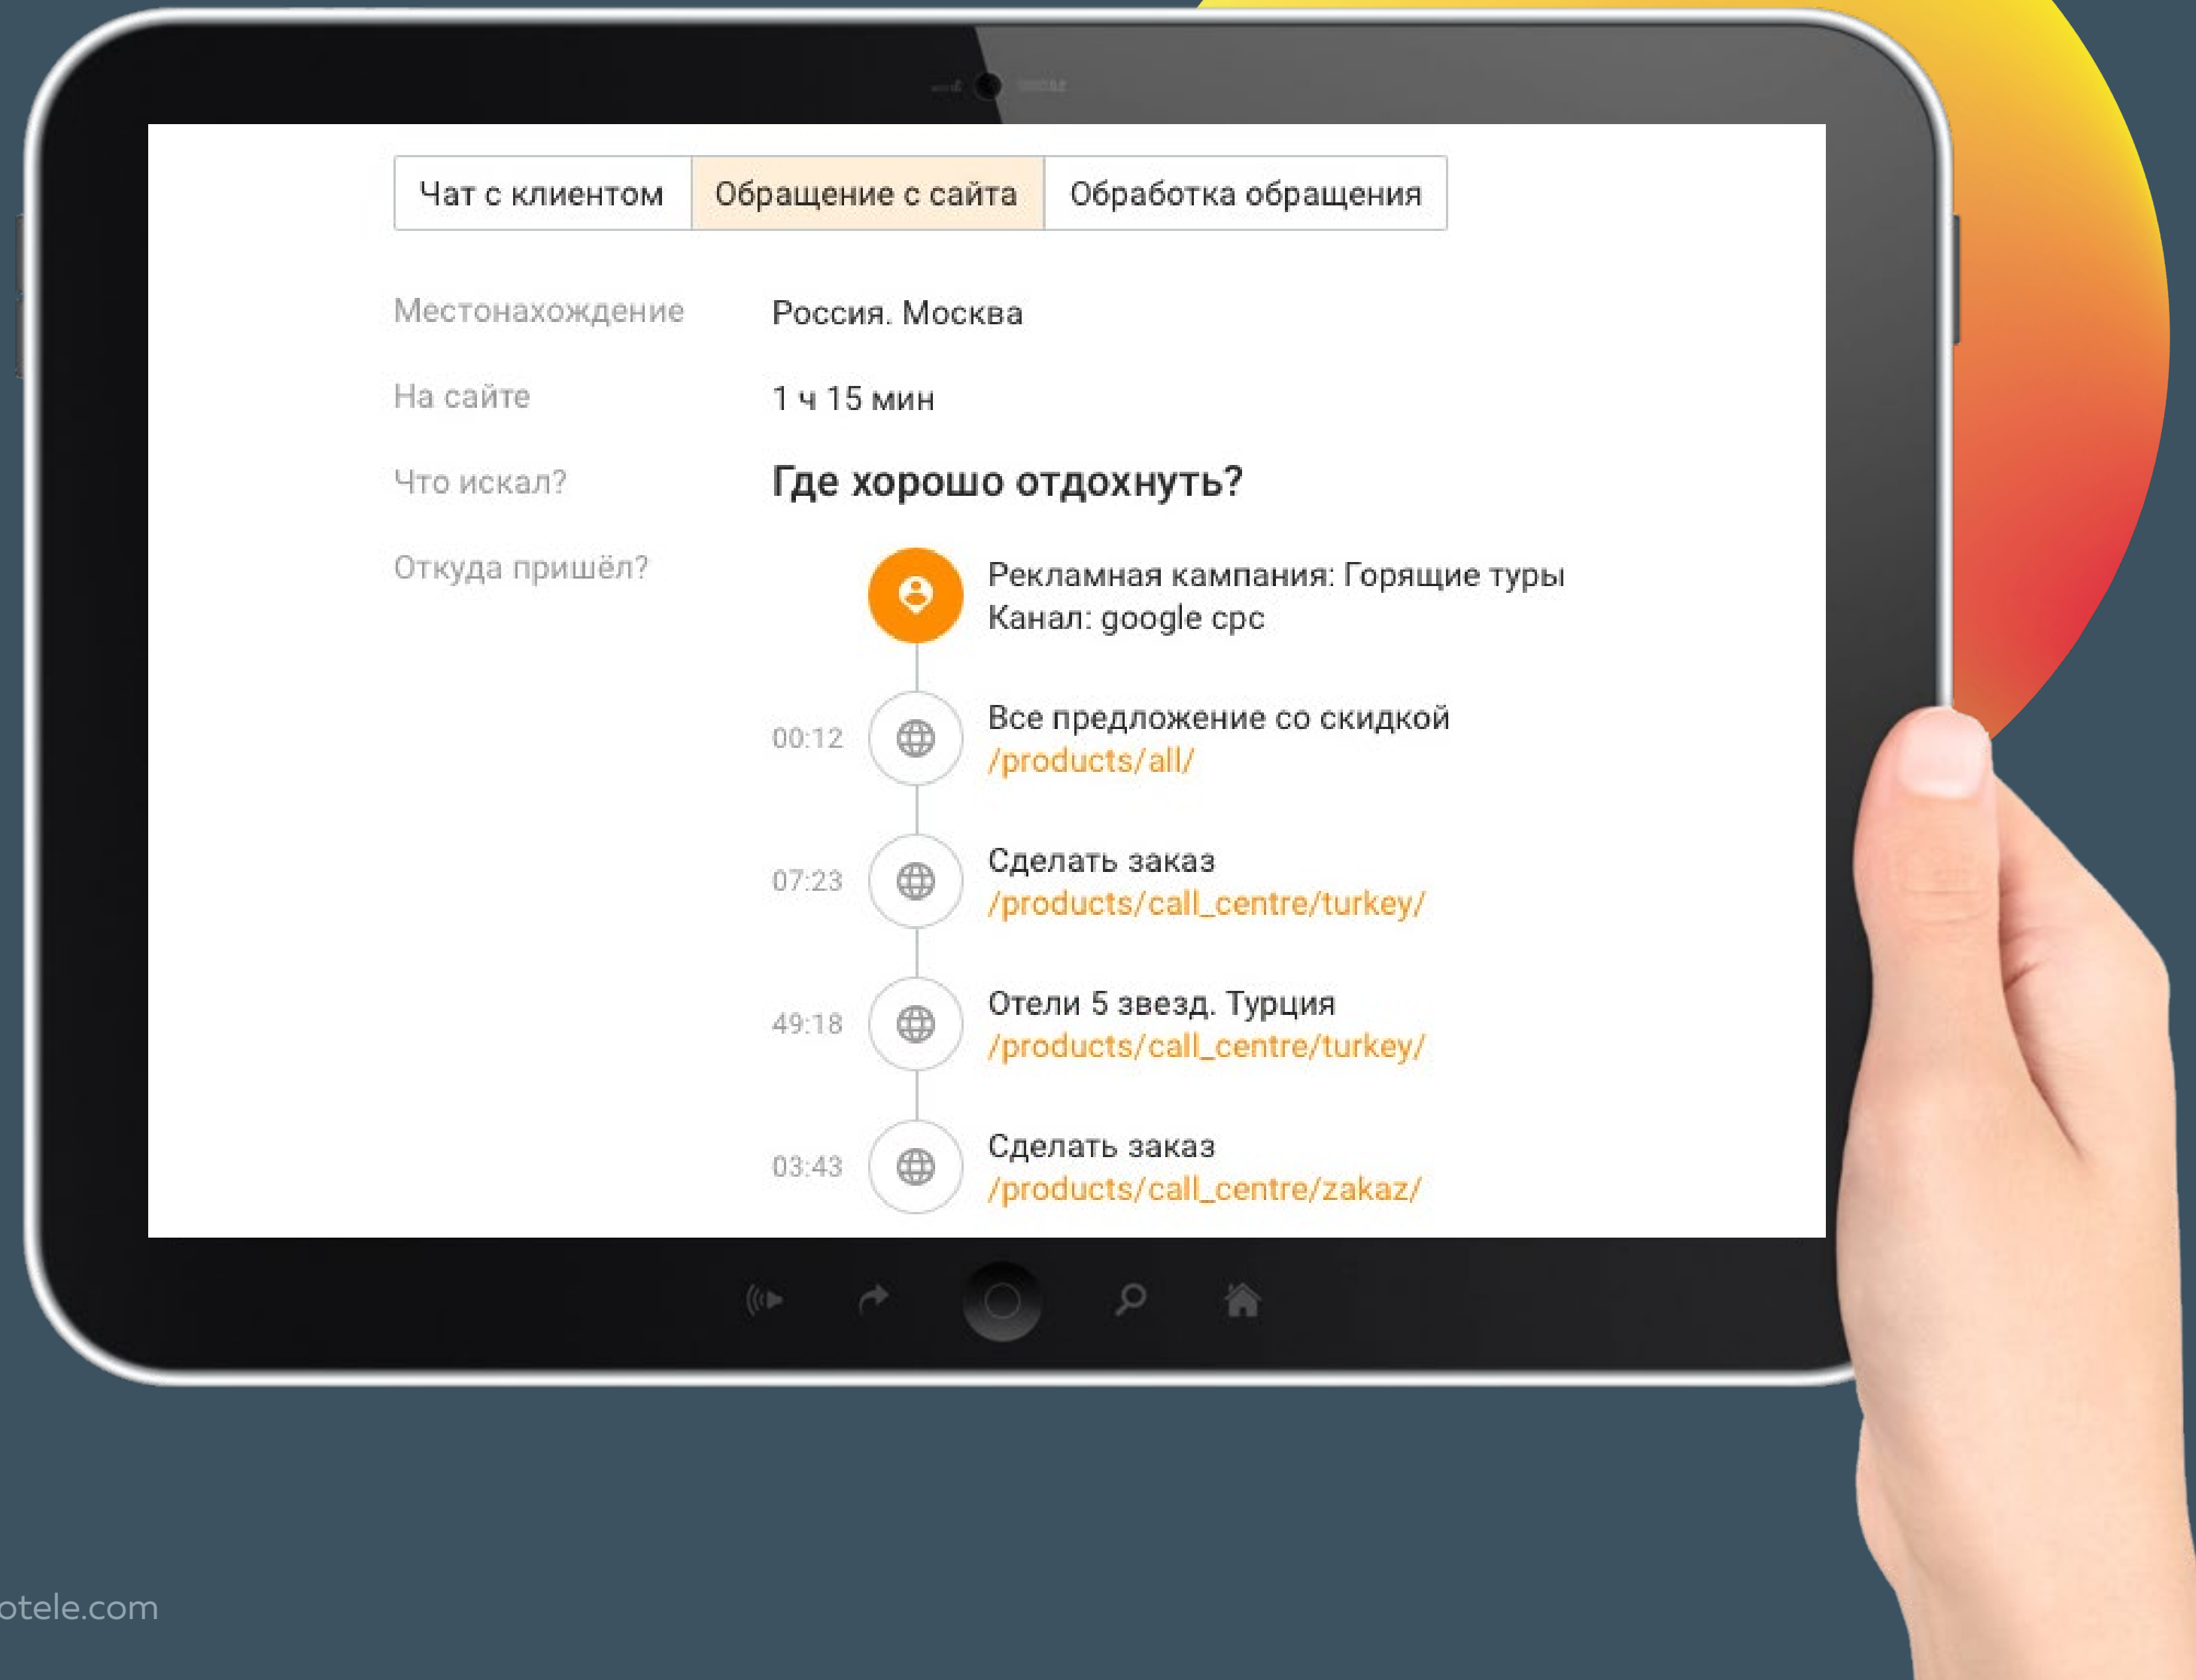 Чат с клиентом
Обращение с сайта
Обработка обращения
Местонахождение
Россия. Москва
На сайте
1 ч 15 мин
Что искал?
Где хорошо отдохнуть?
Откуда пришёл?
Рекламная кампания: Горящие туры
Канал: google cpc
00:12
Все предложение со скидкой
/products/all/
07:23
Сделать заказ
/products/call_centre/turkey/
49:18
Отели 5 звезд. Турция
/products/call_centre/turkey/
03:43
Сделать заказ
/products/call_centre/zakaz/
otele.com